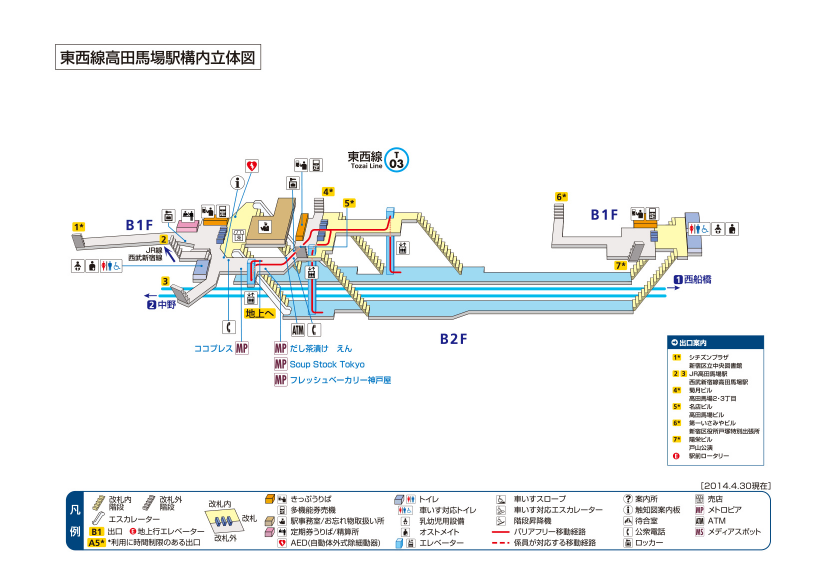 東西線高田馬場駅構内立体図
東西線
Tozai Line
T
03
4*
5*
6*
1*
B1F
2
JR線
西武新宿線
B1F
7*
3
2 中野
1 西船橋
地上へ
ATM
B2F
ココプレス MP
MP だし茶漬け えん
MP Soup Stock Tokyo
MP フレッシュベーカリー神戸屋
出口案内
1* シチズンプラザ
新宿区立中央図書館
2 3 JR高田馬場駅
西武新宿線高田馬場駅
4* 菊月ビル
高田馬場2・3丁目
5* 名店ビル
高田馬場ビル
6* 第一いさみやビル
新宿区役所戸塚特別出張所
7* 陽栄ビル
戸山公演
E 駅前ロータリー
[2014.4.30現在]
凡例
改札内階段
改札外階段
エスカレーター
B1 出口 E 地上行エレベーター
A5* *利用に時間制限のある出口
改札内
改札
改札外
きっぷうりば
多機能券売機
駅事務室/お忘れ物取扱い所
定期券うりば/精算所
AED(自動体外式除細動器)
トイレ
車いす対応トイレ
乳幼児用設備
オストメイト
エレベーター
車いすスロープ
車いす対応エスカレーター
階段昇降機
バリアフリー移動経路
係員が対応する移動経路
案内所
触知図案内板
待合室
公衆電話
ロッカー
売店
MP メトロピア
ATM ATM
MS メディアスポット